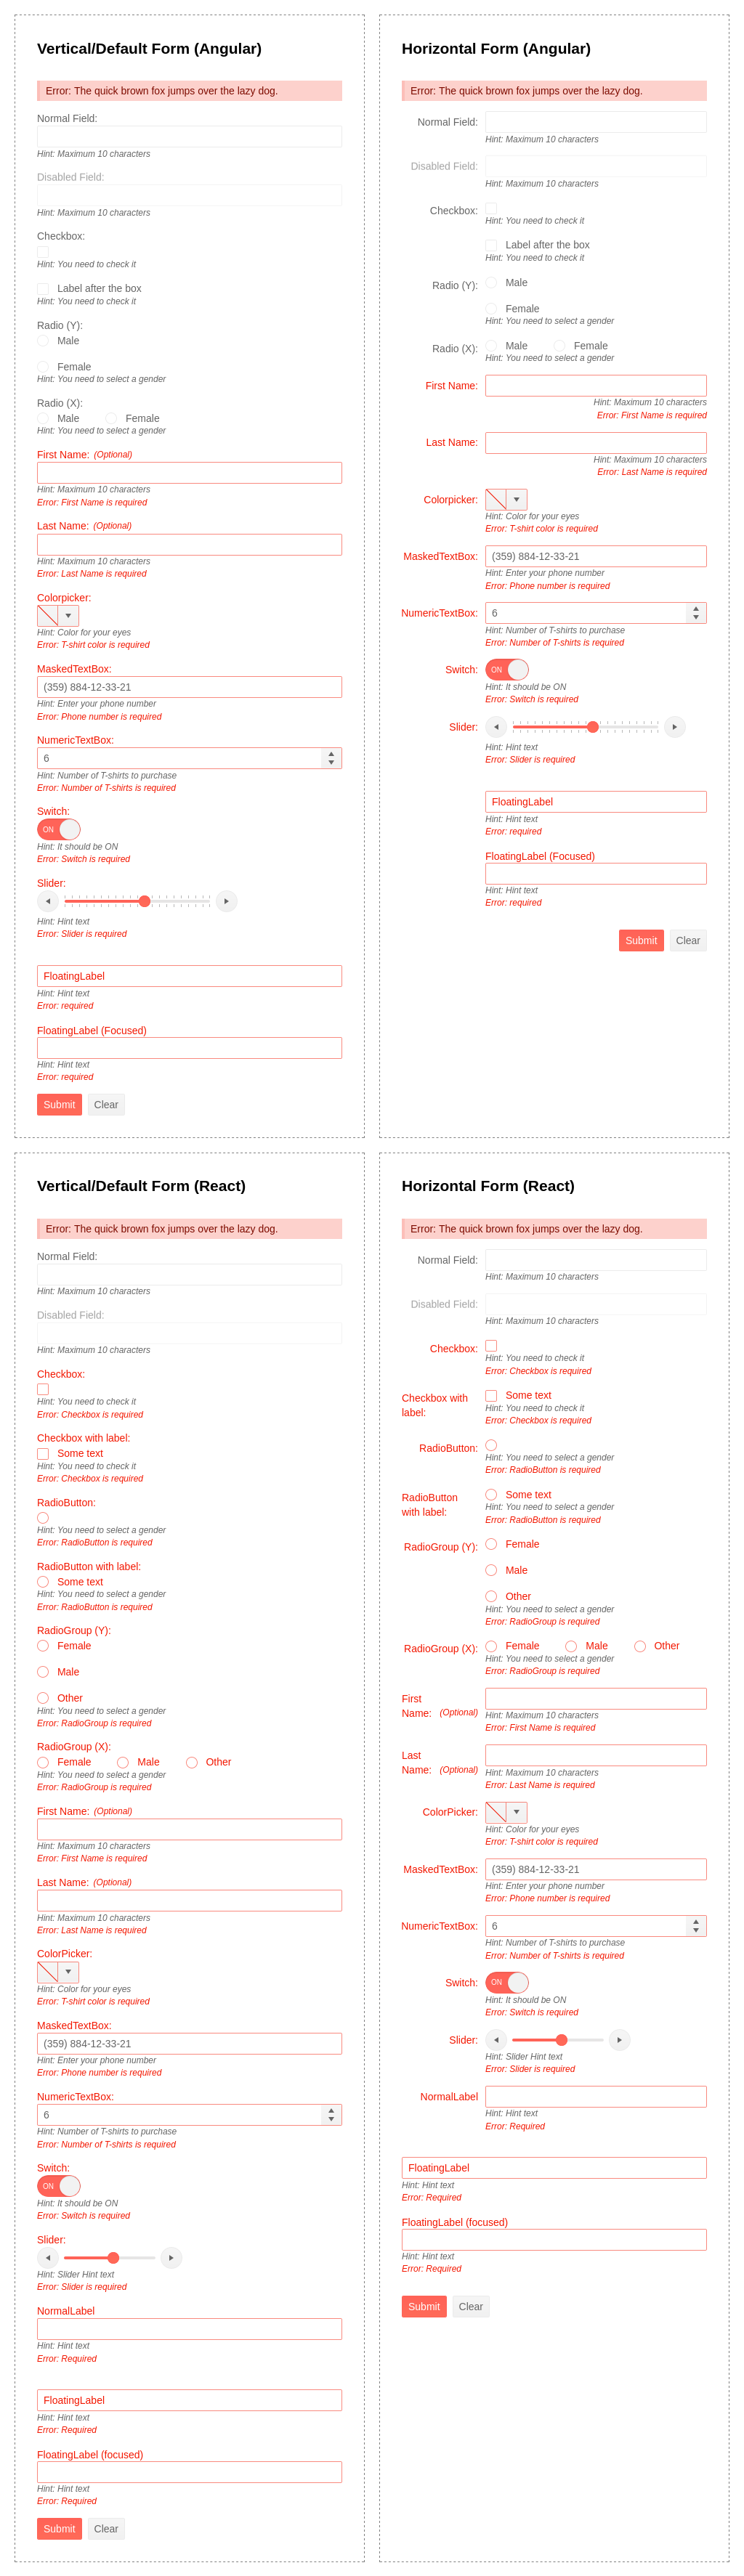 Vertical/Default Form (Angular)
Error: The quick brown fox jumps over the lazy dog.
Normal Field:
Hint: Maximum 10 characters
Disabled Field:
Hint: Maximum 10 characters
Checkbox:
Hint: You need to check it
Label after the box
Hint: You need to check it
Radio (Y):
Male
Female
Hint: You need to select a gender
Radio (X):
Male Female
Hint: You need to select a gender
First Name: (Optional)
Hint: Maximum 10 characters
Error: First Name is required
Last Name: (Optional)
Hint: Maximum 10 characters
Error: Last Name is required
Colorpicker:
Hint: Color for your eyes
Error: T-shirt color is required
MaskedTextBox:
(359) 884-12-33-21
Hint: Enter your phone number
Error: Phone number is required
NumericTextBox:
6
Hint: Number of T-shirts to purchase
Error: Number of T-shirts is required
Switch:
ON
Hint: It should be ON
Error: Switch is required
Slider:
Hint: Hint text
Error: Slider is required
FloatingLabel
Hint: Hint text
Error: required
FloatingLabel (Focused)
Hint: Hint text
Error: required
Submit Clear
Horizontal Form (Angular)
Error: The quick brown fox jumps over the lazy dog.
Normal Field:
Hint: Maximum 10 characters
Disabled Field:
Hint: Maximum 10 characters
Checkbox:
Hint: You need to check it
Label after the box
Hint: You need to check it
Radio (Y): Male
Female
Hint: You need to select a gender
Radio (X): Male Female
Hint: You need to select a gender
First Name:
Hint: Maximum 10 characters
Error: First Name is required
Last Name:
Hint: Maximum 10 characters
Error: Last Name is required
Colorpicker:
Hint: Color for your eyes
Error: T-shirt color is required
MaskedTextBox: (359) 884-12-33-21
Hint: Enter your phone number
Error: Phone number is required
NumericTextBox: 6
Hint: Number of T-shirts to purchase
Error: Number of T-shirts is required
Switch: ON
Hint: It should be ON
Error: Switch is required
Slider:
Hint: Hint text
Error: Slider is required
FloatingLabel
Hint: Hint text
Error: required
FloatingLabel (Focused)
Hint: Hint text
Error: required
Submit Clear
Vertical/Default Form (React)
Error: The quick brown fox jumps over the lazy dog.
Normal Field:
Hint: Maximum 10 characters
Disabled Field:
Hint: Maximum 10 characters
Checkbox:
Hint: You need to check it
Error: Checkbox is required
Checkbox with label:
Some text
Hint: You need to check it
Error: Checkbox is required
RadioButton:
Hint: You need to select a gender
Error: RadioButton is required
RadioButton with label:
Some text
Hint: You need to select a gender
Error: RadioButton is required
RadioGroup (Y):
Female
Male
Other
Hint: You need to select a gender
Error: RadioGroup is required
RadioGroup (X):
Female Male Other
Hint: You need to select a gender
Error: RadioGroup is required
First Name: (Optional)
Hint: Maximum 10 characters
Error: First Name is required
Last Name: (Optional)
Hint: Maximum 10 characters
Error: Last Name is required
ColorPicker:
Hint: Color for your eyes
Error: T-shirt color is required
MaskedTextBox:
(359) 884-12-33-21
Hint: Enter your phone number
Error: Phone number is required
NumericTextBox:
6
Hint: Number of T-shirts to purchase
Error: Number of T-shirts is required
Switch:
ON
Hint: It should be ON
Error: Switch is required
Slider:
Hint: Slider Hint text
Error: Slider is required
NormalLabel
Hint: Hint text
Error: Required
FloatingLabel
Hint: Hint text
Error: Required
FloatingLabel (focused)
Hint: Hint text
Error: Required
Submit Clear
Horizontal Form (React)
Error: The quick brown fox jumps over the lazy dog.
Normal Field:
Hint: Maximum 10 characters
Disabled Field:
Hint: Maximum 10 characters
Checkbox:
Hint: You need to check it
Error: Checkbox is required
Checkbox with
label:
Some text
Hint: You need to check it
Error: Checkbox is required
RadioButton:
Hint: You need to select a gender
Error: RadioButton is required
RadioButton
with label:
Some text
Hint: You need to select a gender
Error: RadioButton is required
RadioGroup (Y): Female
Male
Other
Hint: You need to select a gender
Error: RadioGroup is required
RadioGroup (X): Female Male Other
Hint: You need to select a gender
Error: RadioGroup is required
First
Name: (Optional)
Hint: Maximum 10 characters
Error: First Name is required
Last
Name: (Optional)
Hint: Maximum 10 characters
Error: Last Name is required
ColorPicker:
Hint: Color for your eyes
Error: T-shirt color is required
MaskedTextBox: (359) 884-12-33-21
Hint: Enter your phone number
Error: Phone number is required
NumericTextBox: 6
Hint: Number of T-shirts to purchase
Error: Number of T-shirts is required
Switch: ON
Hint: It should be ON
Error: Switch is required
Slider:
Hint: Slider Hint text
Error: Slider is required
NormalLabel
Hint: Hint text
Error: Required
FloatingLabel
Hint: Hint text
Error: Required
FloatingLabel (focused)
Hint: Hint text
Error: Required
Submit Clear